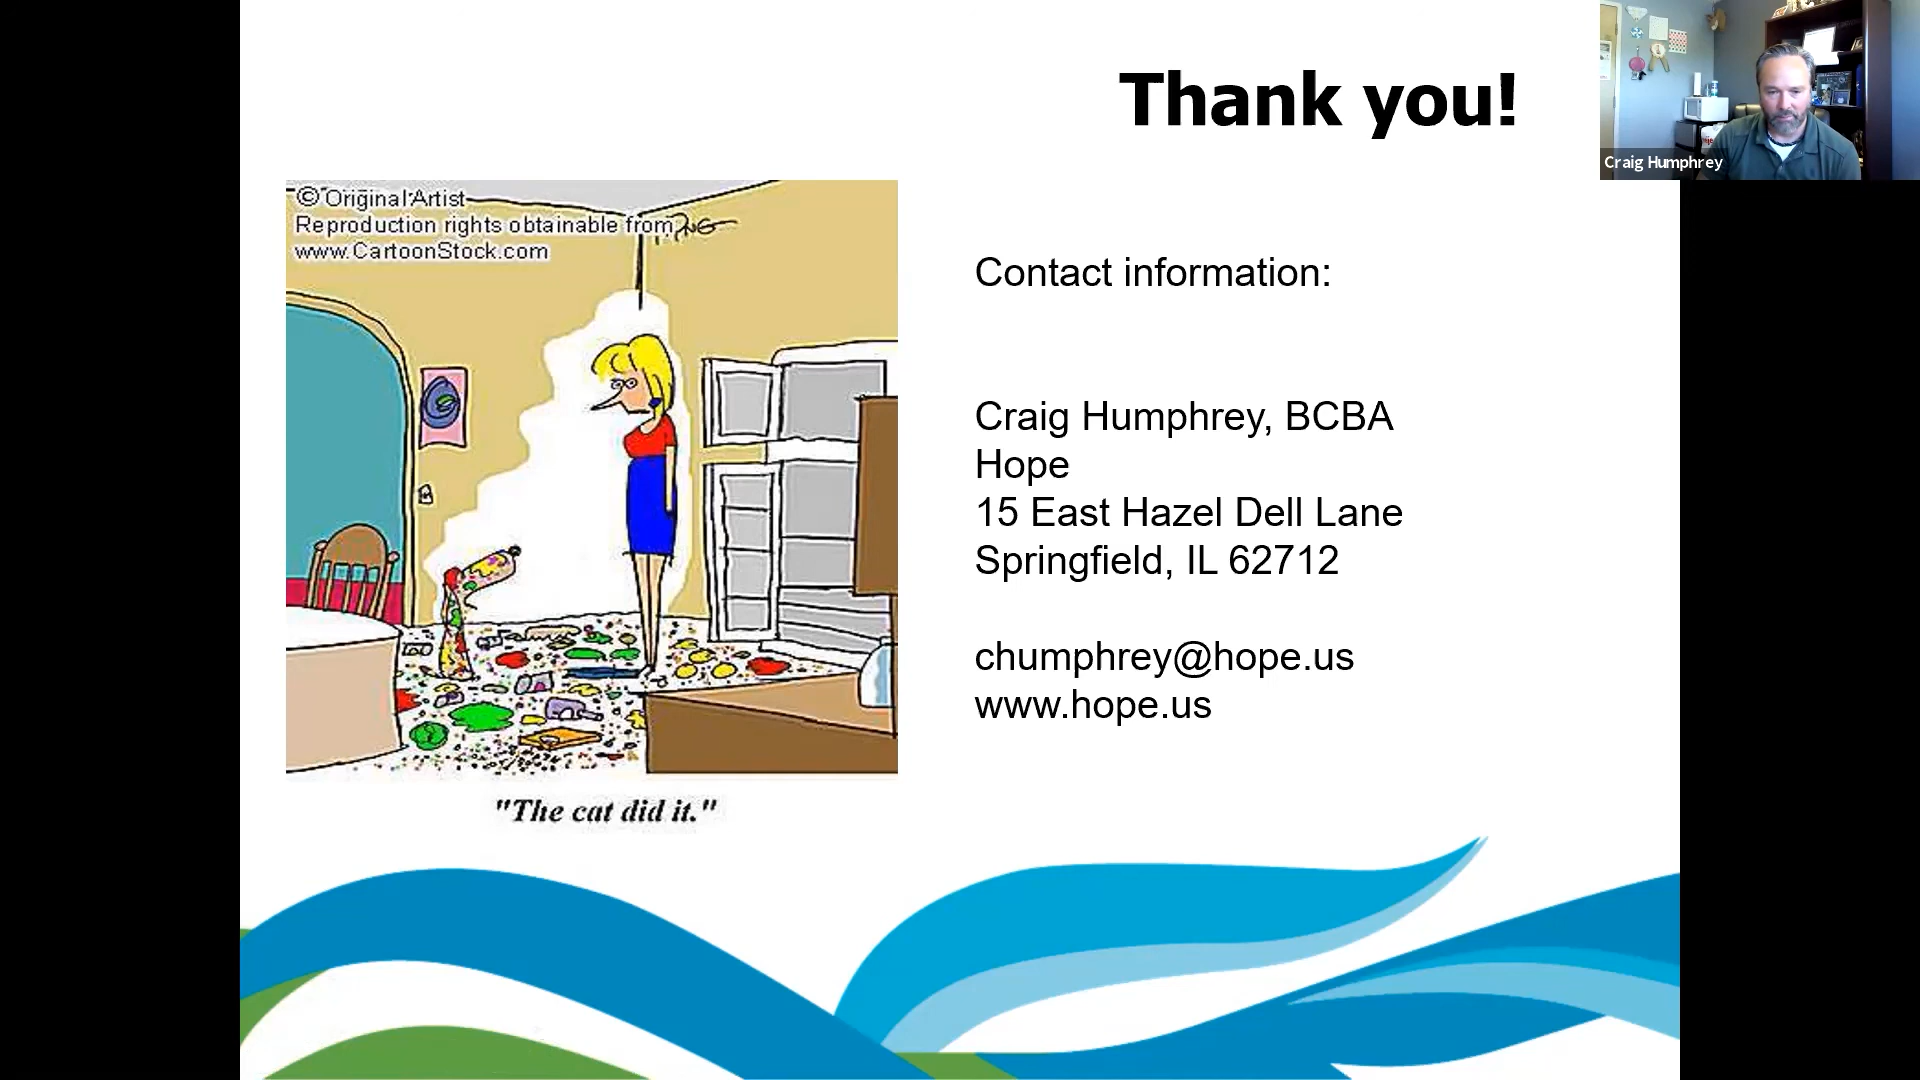 Thank you!
Craig Humphrey
© Original Artist
Reproduction rights obtainable from
www.CartoonStock.com
"The cat did it."
Contact information:
Craig Humphrey, BCBA
Hope
15 East Hazel Dell Lane
Springfield, IL 62712
chumphrey@hope.us
www.hope.us